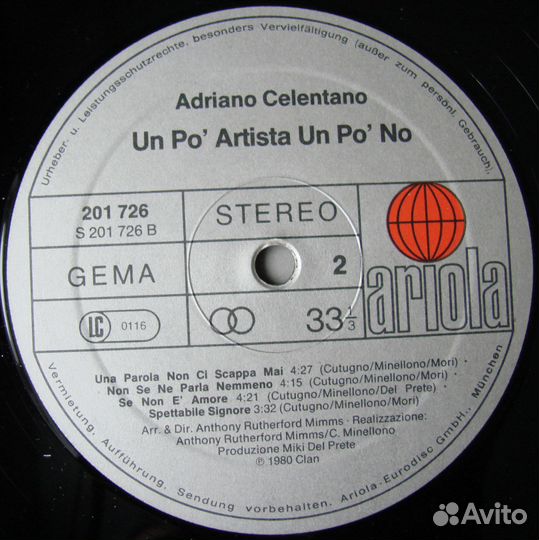 Urheber- u. Leistungsschutzrechte, besonders Vervielfältigung (außer zum persönl. Gebrauch),
Adriano Celentano
Un Po' Artista Un Po' No
201 726
S 201 726 B
STEREO
GEMA
2
LC 0116
33 1/3
ariola
Una Parola Non Ci Scappa Mai 4:27 (Cutugno/Minellono/Mori) ·
Non Se Ne Parla Nemmeno 4:15 (Cutugno/Minellono/Mori) ·
Se Non E' Amore 4:21 (Cutugno/Minellono/Del Prete) ·
Spettabile Signore 3:32 (Cutugno/Minellono/Mori)
Arr. & Dir. Anthony Rutherford Mimms · Realizzazione:
Anthony Rutherford Mimms/C. Minellono
Produzione Miki Del Prete
℗ 1980 Clan
Vermietung, Aufführung, Sendung vorbehalten. Ariola-Eurodisc GmbH., München
Avito